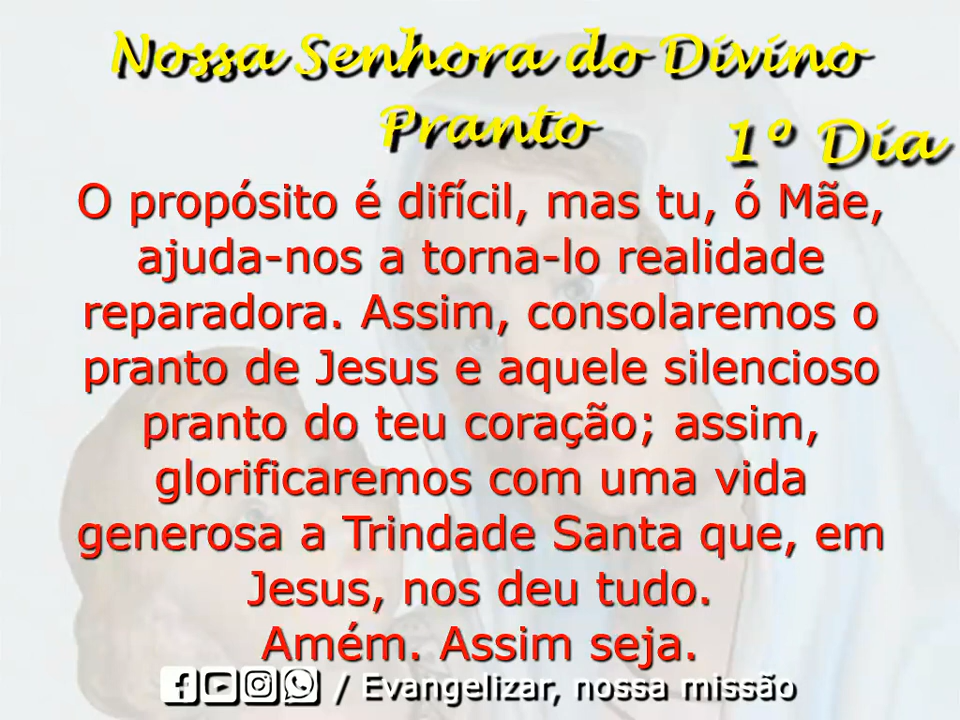 Nossa Senhora do Divino
Pranto
1º Dia
O propósito é difícil, mas tu, ó Mãe,
ajuda-nos a torna-lo realidade
reparadora. Assim, consolaremos o
pranto de Jesus e aquele silencioso
pranto do teu coração; assim,
glorificaremos com uma vida
generosa a Trindade Santa que, em
Jesus, nos deu tudo.
Amém. Assim seja.
/ Evangelizar, nossa missão